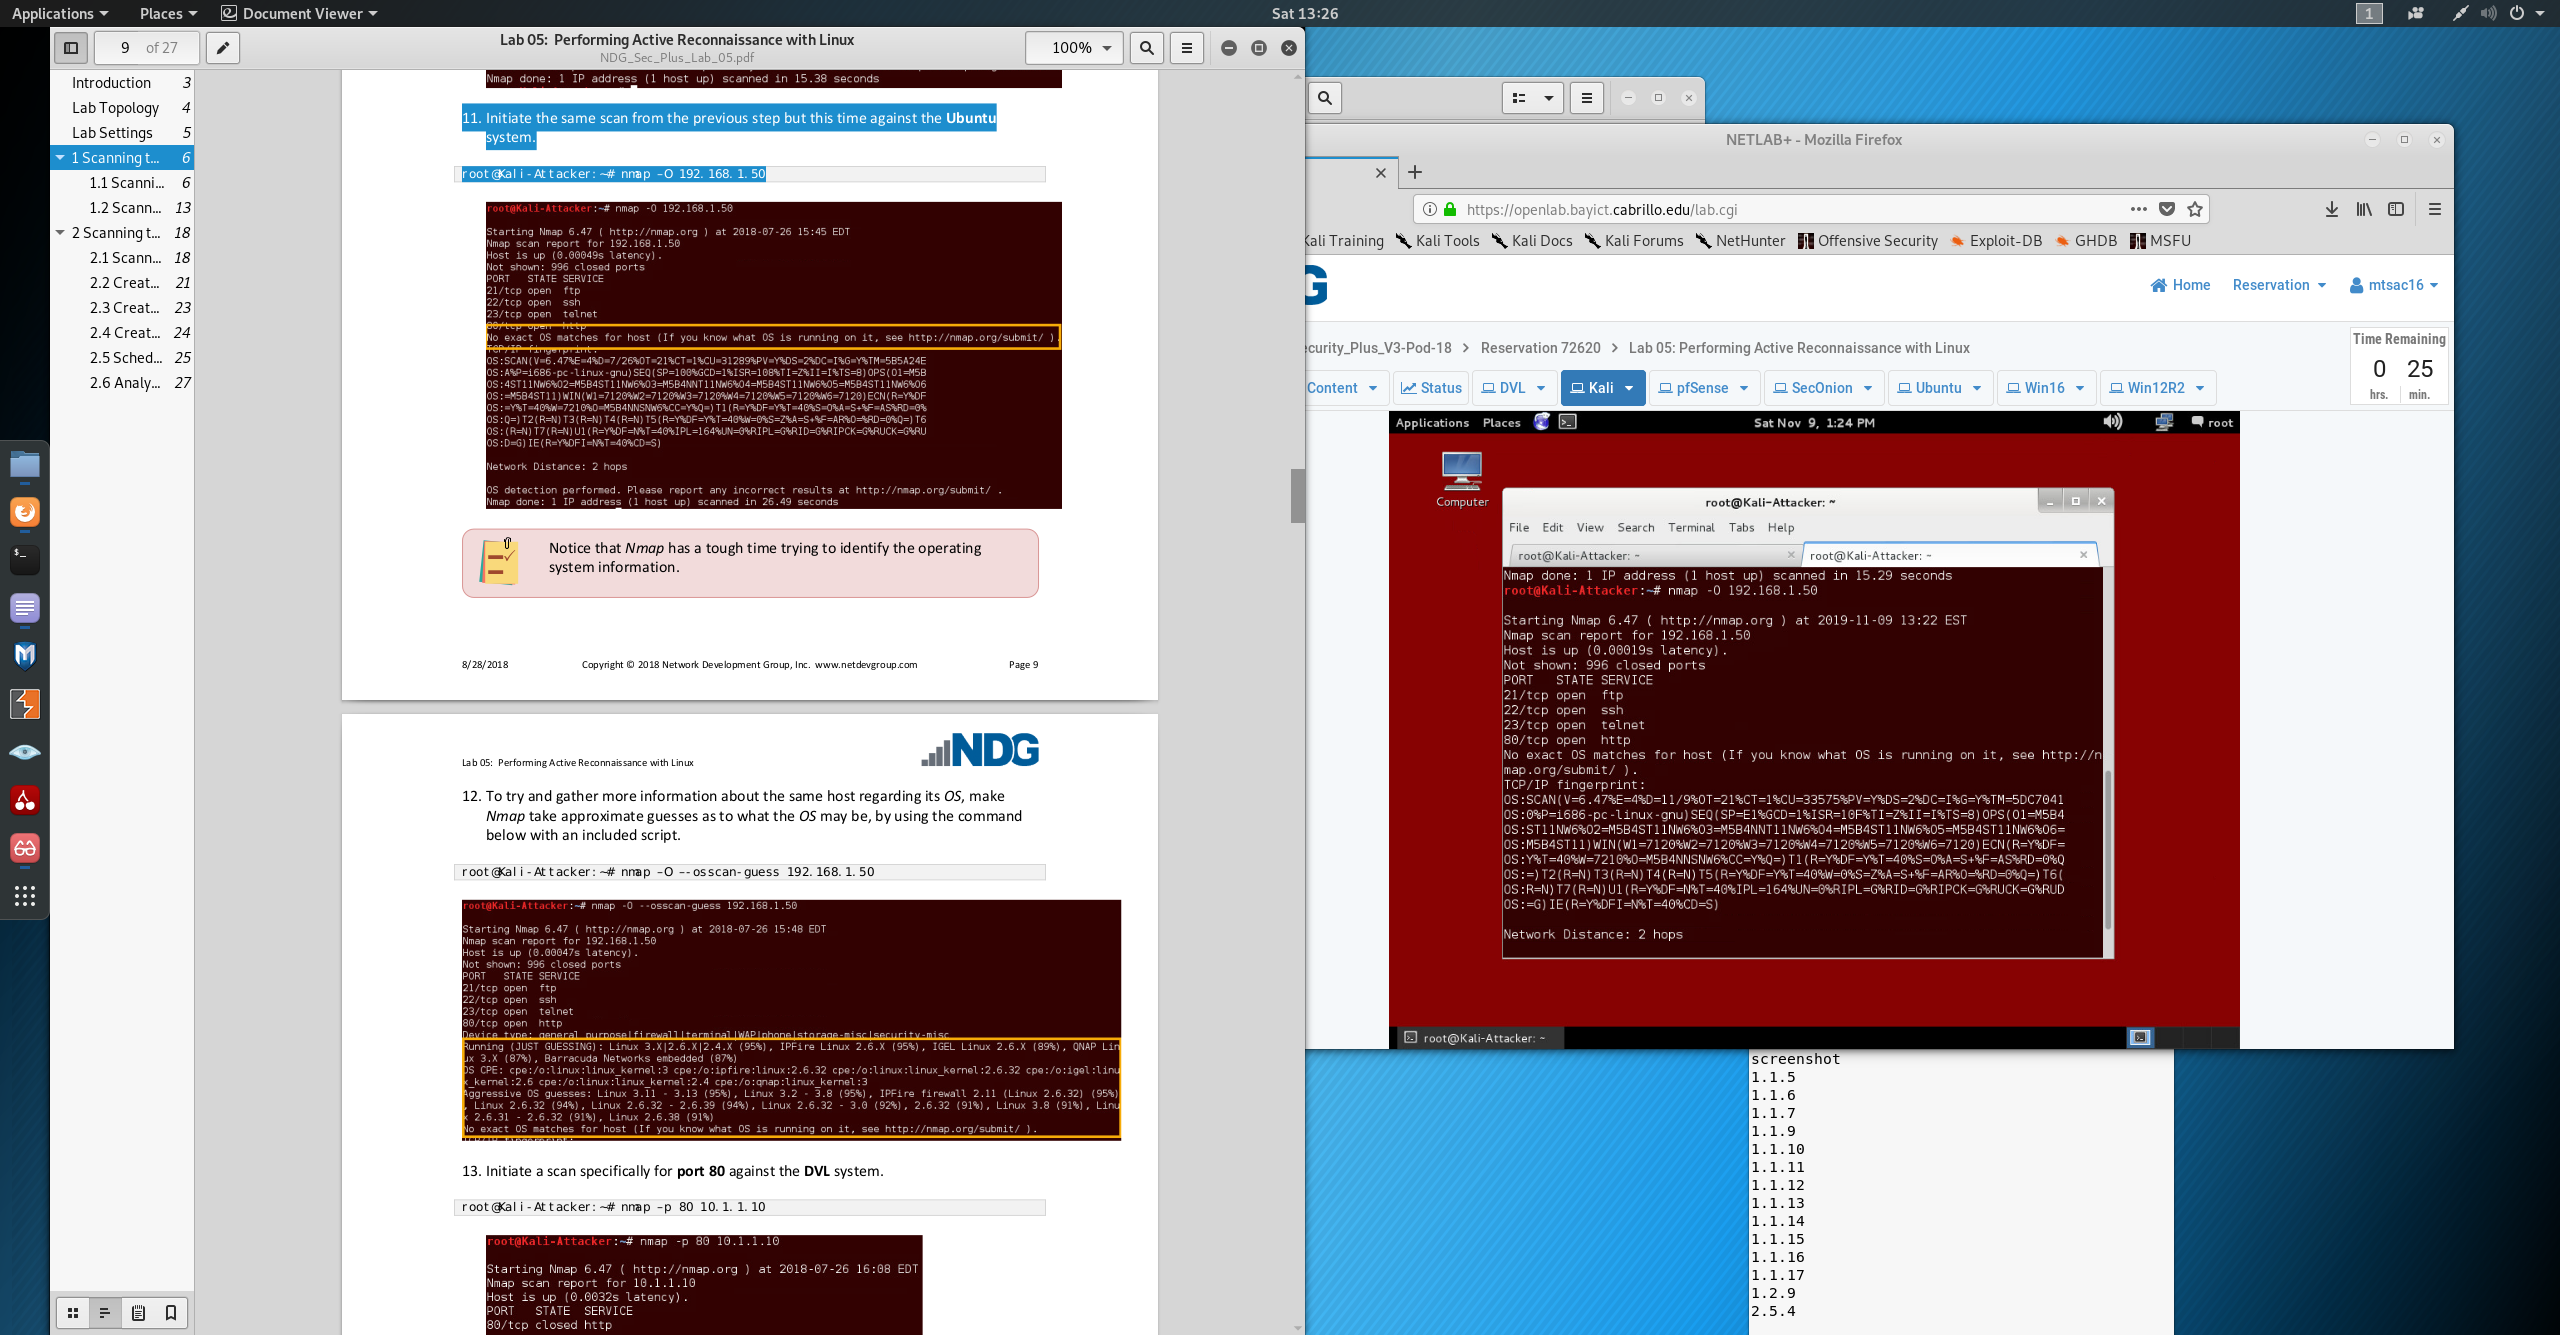 Applications
Places
Document Viewer
Sat 13:26
1
9 of 27
Lab 05: Performing Active Reconnaissance with Linux
NDG_Sec_Plus_Lab_05.pdf
100%
Introduction 3
Lab Topology 4
Lab Settings 5
1 Scanning t... 6
1.1 Scanni... 6
1.2 Scann... 13
2 Scanning t... 18
2.1 Scann... 18
2.2 Creat... 21
2.3 Creat... 23
2.4 Creat... 24
2.5 Sched... 25
2.6 Analy... 27
Nmap done: 1 IP address (1 host up) scanned in 15.38 seconds
11. Initiate the same scan from the previous step but this time against the Ubuntu
system.
root@Kali-Attacker:~# nmap -O 192.168.1.50
root@Kali-Attacker:~# nmap -O 192.168.1.50
Starting Nmap 6.47 ( http://nmap.org ) at 2018-07-26 15:45 EDT
Nmap scan report for 192.168.1.50
Host is up (0.00049s latency).
Not shown: 996 closed ports
PORT   STATE SERVICE
21/tcp open  ftp
22/tcp open  ssh
23/tcp open  telnet
80/tcp open  http
No exact OS matches for host (If you know what OS is running on it, see http://nmap.org/submit/ ).
TCP/IP fingerprint:
OS:SCAN(V=6.47%E=4%D=7/26%OT=21%CT=1%CU=31289%PV=Y%DS=2%DC=I%G=Y%TM=5B5A24E
OS:A%P=i686-pc-linux-gnu)SEQ(SP=100%GCD=1%ISR=108%TI=Z%II=I%TS=8)OPS(O1=M5B
OS:4ST11NW6%O2=M5B4ST11NW6%O3=M5B4NNT11NW6%O4=M5B4ST11NW6%O5=M5B4ST11NW6%O6
OS:=M5B4ST11)WIN(W1=7120%W2=7120%W3=7120%W4=7120%W5=7120%W6=7120)ECN(R=Y%DF
OS:=Y%T=40%W=7210%O=M5B4NNSNW6%CC=Y%Q=)T1(R=Y%DF=Y%T=40%S=O%A=S+%F=AS%RD=0%
OS:Q=)T2(R=N)T3(R=N)T4(R=N)T5(R=Y%DF=Y%T=40%W=0%S=Z%A=S+%F=AR%O=%RD=0%Q=)T6
OS:(R=N)T7(R=N)U1(R=Y%DF=N%T=40%IPL=164%UN=0%RIPL=G%RID=G%RIPCK=G%RUCK=G%RU
OS:D=G)IE(R=Y%DFI=N%T=40%CD=S)
Network Distance: 2 hops
OS detection performed. Please report any incorrect results at http://nmap.org/submit/ .
Nmap done: 1 IP address (1 host up) scanned in 26.49 seconds
Notice that Nmap has a tough time trying to identify the operating
system information.
8/28/2018 Copyright © 2018 Network Development Group, Inc. www.netdevgroup.com Page 9
NDG
Lab 05: Performing Active Reconnaissance with Linux
12. To try and gather more information about the same host regarding its OS, make
Nmap take approximate guesses as to what the OS may be, by using the command
below with an included script.
root@Kali-Attacker:~# nmap -O --osscan-guess 192.168.1.50
root@Kali-Attacker:~# nmap -O --osscan-guess 192.168.1.50
Starting Nmap 6.47 ( http://nmap.org ) at 2018-07-26 15:48 EDT
Nmap scan report for 192.168.1.50
Host is up (0.00047s latency).
Not shown: 996 closed ports
PORT   STATE SERVICE
21/tcp open  ftp
22/tcp open  ssh
23/tcp open  telnet
80/tcp open  http
Device type: general purpose|firewall|terminal|WAP|phone|storage-misc|security-misc
Running (JUST GUESSING): Linux 3.X|2.6.X|2.4.X (95%), IPFire Linux 2.6.X (95%), IGEL Linux 2.6.X (89%), QNAP Lin
ux 3.X (87%), Barracuda Networks embedded (87%)
OS CPE: cpe:/o:linux:linux_kernel:3 cpe:/o:ipfire:linux:2.6.32 cpe:/o:linux:linux_kernel:2.6.32 cpe:/o:igel:linu
x_kernel:2.6 cpe:/o:linux:linux_kernel:2.4 cpe:/o:qnap:linux_kernel:3
Aggressive OS guesses: Linux 3.11 - 3.13 (95%), Linux 3.2 - 3.8 (95%), IPFire firewall 2.11 (Linux 2.6.32) (95%)
, Linux 2.6.32 (94%), Linux 2.6.32 - 2.6.39 (94%), Linux 2.6.32 - 3.0 (92%), 2.6.32 (91%), Linux 3.8 (91%), Linu
x 2.6.31 - 2.6.32 (91%), Linux 2.6.38 (91%)
No exact OS matches for host (If you know what OS is running on it, see http://nmap.org/submit/ ).
TCP/IP fingerprint:
13. Initiate a scan specifically for port 80 against the DVL system.
root@Kali-Attacker:~# nmap -p 80 10.1.1.10
root@Kali-Attacker:~# nmap -p 80 10.1.1.10
Starting Nmap 6.47 ( http://nmap.org ) at 2018-07-26 16:08 EDT
Nmap scan report for 10.1.1.10
Host is up (0.0032s latency).
PORT   STATE  SERVICE
80/tcp closed http
NETLAB+ - Mozilla Firefox
https://openlab.bayict.cabrillo.edu/lab.cgi
Kali Training
Kali Tools
Kali Docs
Kali Forums
NetHunter
Offensive Security
Exploit-DB
GHDB
MSFU
G
Home
Reservation
mtsac16
ecurity_Plus_V3-Pod-18 > Reservation 72620 > Lab 05: Performing Active Reconnaissance with Linux
Time Remaining
0 25
hrs. min.
Content
Status
DVL
Kali
pfSense
SecOnion
Ubuntu
Win16
Win12R2
Applications Places
Sat Nov 9, 1:24 PM
root
Computer
root@Kali-Attacker: ~
File Edit View Search Terminal Tabs Help
root@Kali-Attacker: ~
root@Kali-Attacker: ~
Nmap done: 1 IP address (1 host up) scanned in 15.29 seconds
root@Kali-Attacker:~# nmap -O 192.168.1.50
Starting Nmap 6.47 ( http://nmap.org ) at 2019-11-09 13:22 EST
Nmap scan report for 192.168.1.50
Host is up (0.00019s latency).
Not shown: 996 closed ports
PORT   STATE SERVICE
21/tcp open  ftp
22/tcp open  ssh
23/tcp open  telnet
80/tcp open  http
No exact OS matches for host (If you know what OS is running on it, see http://n
map.org/submit/ ).
TCP/IP fingerprint:
OS:SCAN(V=6.47%E=4%D=11/9%OT=21%CT=1%CU=33575%PV=Y%DS=2%DC=I%G=Y%TM=5DC7041
OS:0%P=i686-pc-linux-gnu)SEQ(SP=E1%GCD=1%ISR=10F%TI=Z%II=I%TS=8)OPS(O1=M5B4
OS:ST11NW6%O2=M5B4ST11NW6%O3=M5B4NNT11NW6%O4=M5B4ST11NW6%O5=M5B4ST11NW6%O6=
OS:M5B4ST11)WIN(W1=7120%W2=7120%W3=7120%W4=7120%W5=7120%W6=7120)ECN(R=Y%DF=
OS:Y%T=40%W=7210%O=M5B4NNSNW6%CC=Y%Q=)T1(R=Y%DF=Y%T=40%S=O%A=S+%F=AS%RD=0%Q
OS:=)T2(R=N)T3(R=N)T4(R=N)T5(R=Y%DF=Y%T=40%W=0%S=Z%A=S+%F=AR%O=%RD=0%Q=)T6(
OS:R=N)T7(R=N)U1(R=Y%DF=N%T=40%IPL=164%UN=0%RIPL=G%RID=G%RIPCK=G%RUCK=G%RUD
OS:=G)IE(R=Y%DFI=N%T=40%CD=S)
Network Distance: 2 hops
root@Kali-Attacker: ~
screenshot
1.1.5
1.1.6
1.1.7
1.1.9
1.1.10
1.1.11
1.1.12
1.1.13
1.1.14
1.1.15
1.1.16
1.1.17
1.2.9
2.5.4